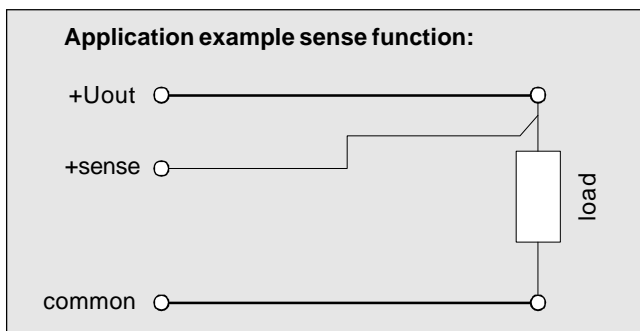 Application example sense function:
+Uout
+sense
load
common